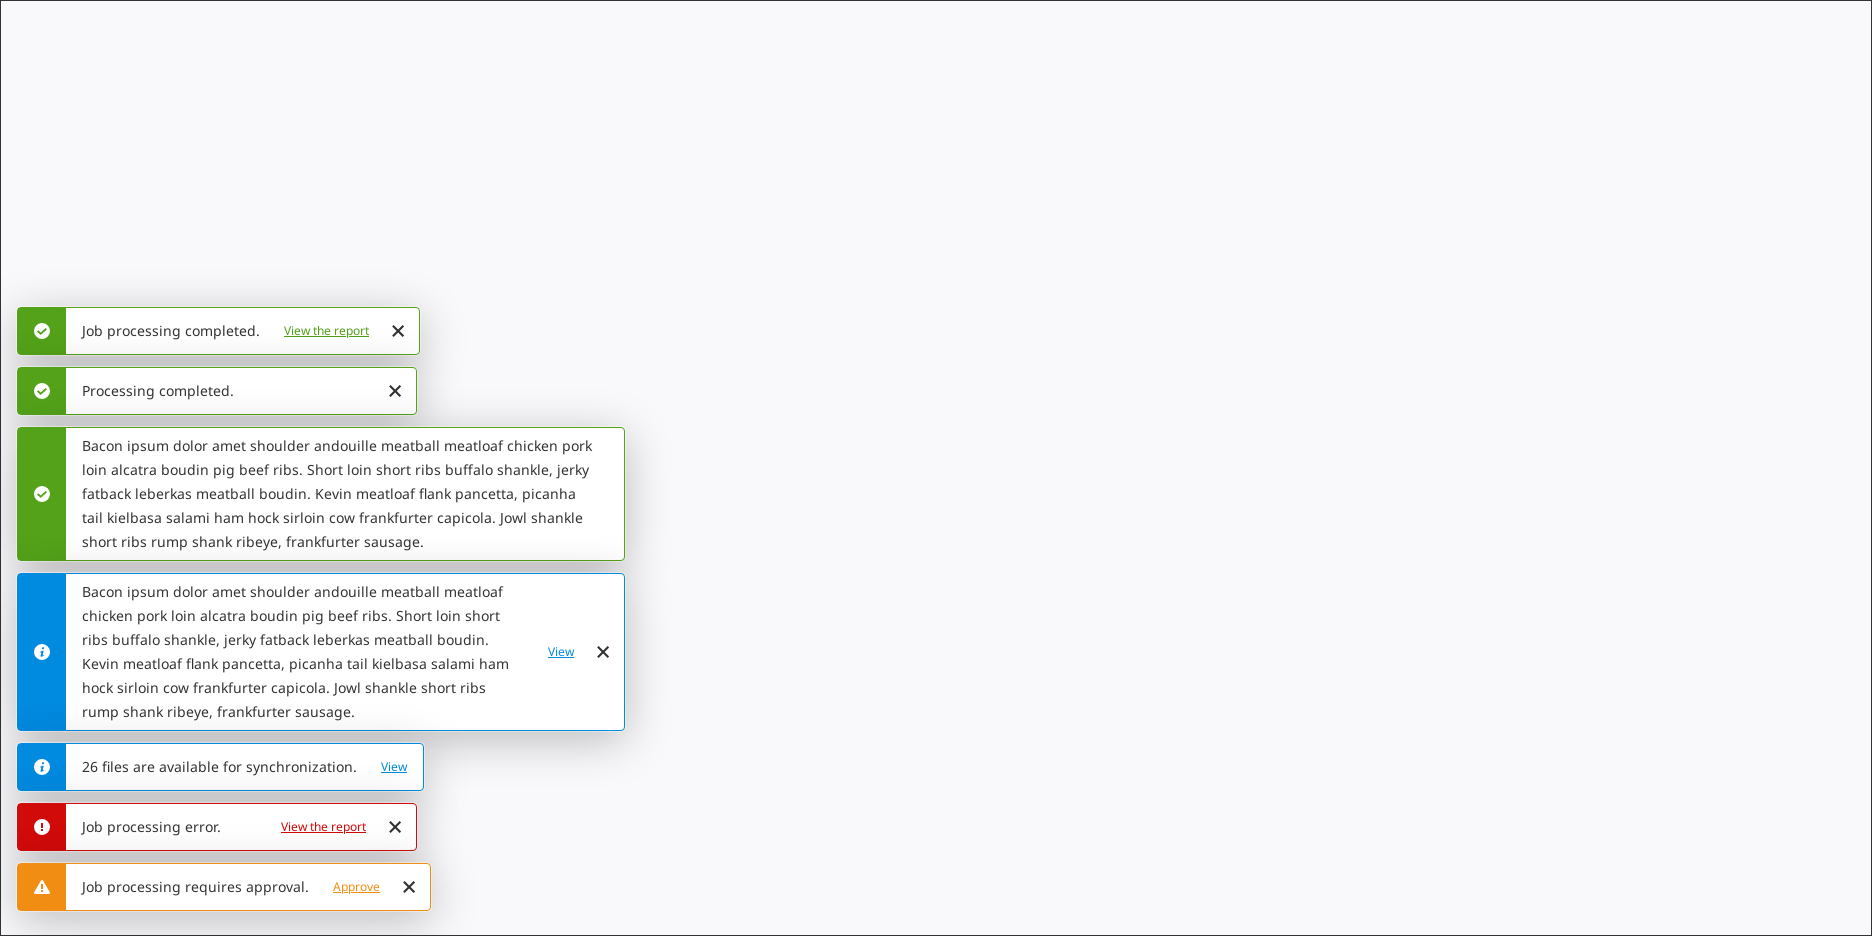 Job processing completed. View the report
Processing completed.
Bacon ipsum dolor amet shoulder andouille meatball meatloaf chicken pork
loin alcatra boudin pig beef ribs. Short loin short ribs buffalo shankle, jerky
fatback leberkas meatball boudin. Kevin meatloaf flank pancetta, picanha
tail kielbasa salami ham hock sirloin cow frankfurter capicola. Jowl shankle
short ribs rump shank ribeye, frankfurter sausage.
Bacon ipsum dolor amet shoulder andouille meatball meatloaf
chicken pork loin alcatra boudin pig beef ribs. Short loin short
ribs buffalo shankle, jerky fatback leberkas meatball boudin.
Kevin meatloaf flank pancetta, picanha tail kielbasa salami ham
hock sirloin cow frankfurter capicola. Jowl shankle short ribs
rump shank ribeye, frankfurter sausage.
View
26 files are available for synchronization. View
Job processing error. View the report
Job processing requires approval. Approve